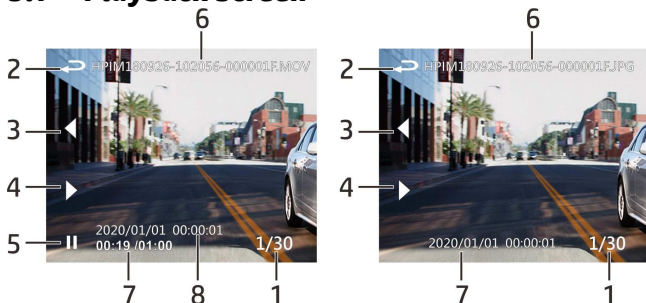 Playback screen
6 6
2 HPIM180926-102056-000001F.MOV 2 HPIM180926-102056-000001F.JPG
3 3
4 4
2020/01/01 00:00:01
5 00:19 /01:00 1/30 2020/01/01 00:00:01 1/30
7 8 1 7 1